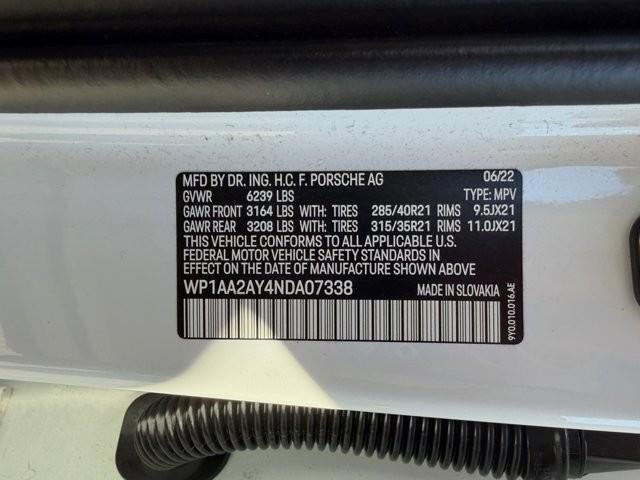 MFD BY DR. ING. H.C. F. PORSCHE AG 06/22
GVWR 6239 LBS TYPE: MPV
GAWR FRONT 3164 LBS WITH: TIRES 285/40R21 RIMS 9.5JX21
GAWR REAR 3208 LBS WITH: TIRES 315/35R21 RIMS 11.0JX21
THIS VEHICLE CONFORMS TO ALL APPLICABLE U.S.
FEDERAL MOTOR VEHICLE SAFETY STANDARDS IN
EFFECT ON THE DATE OF MANUFACTURE SHOWN ABOVE
WP1AA2AY4NDA07338
MADE IN SLOVAKIA
9Y0.010.016.AE